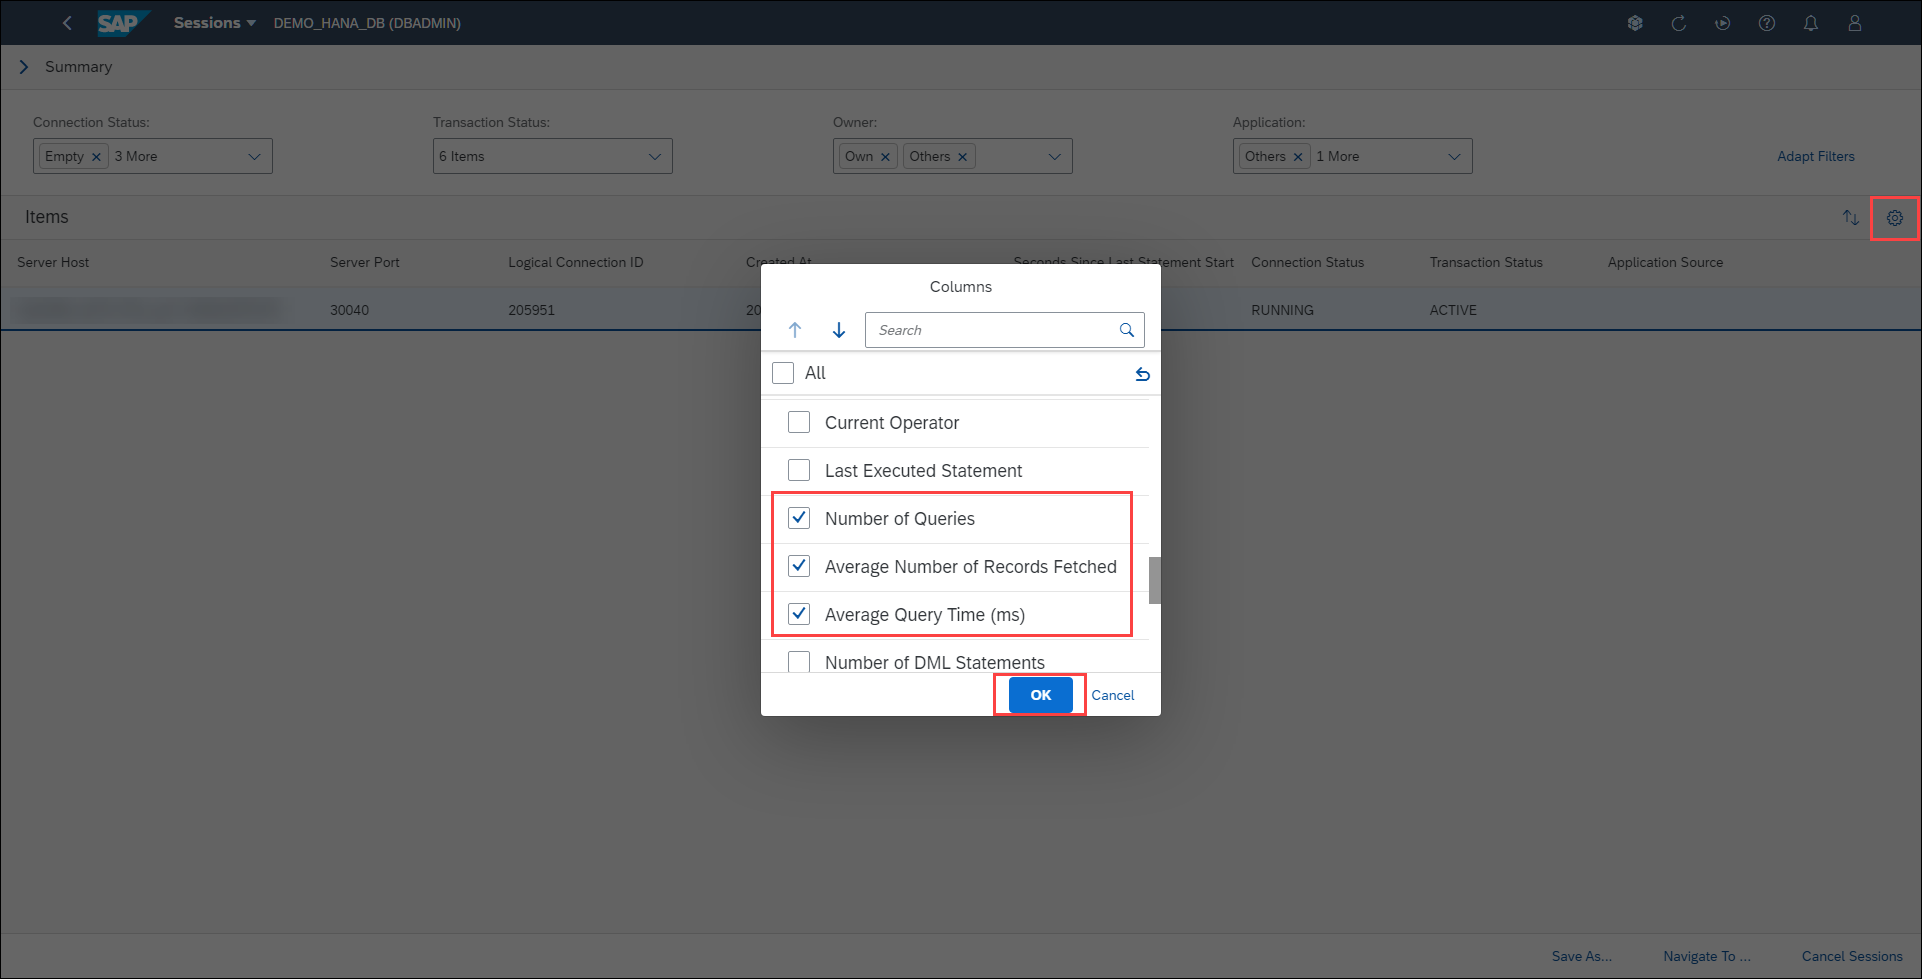 SAP Sessions DEMO_HANA_DB (DBADMIN)
Summary
Connection Status: Transaction Status: Owner: Application:
Empty 3 More 6 Items Own Others Others 1 More Adapt Filters
Items
Server Host Server Port Logical Connection ID Created At Seconds Since Last Statement Start Connection Status Transaction Status Application Source
30040 205951 20 RUNNING ACTIVE
Columns
Search
All
Current Operator
Last Executed Statement
Number of Queries
Average Number of Records Fetched
Average Query Time (ms)
Number of DML Statements
OK Cancel
Save As... Navigate To ... Cancel Sessions